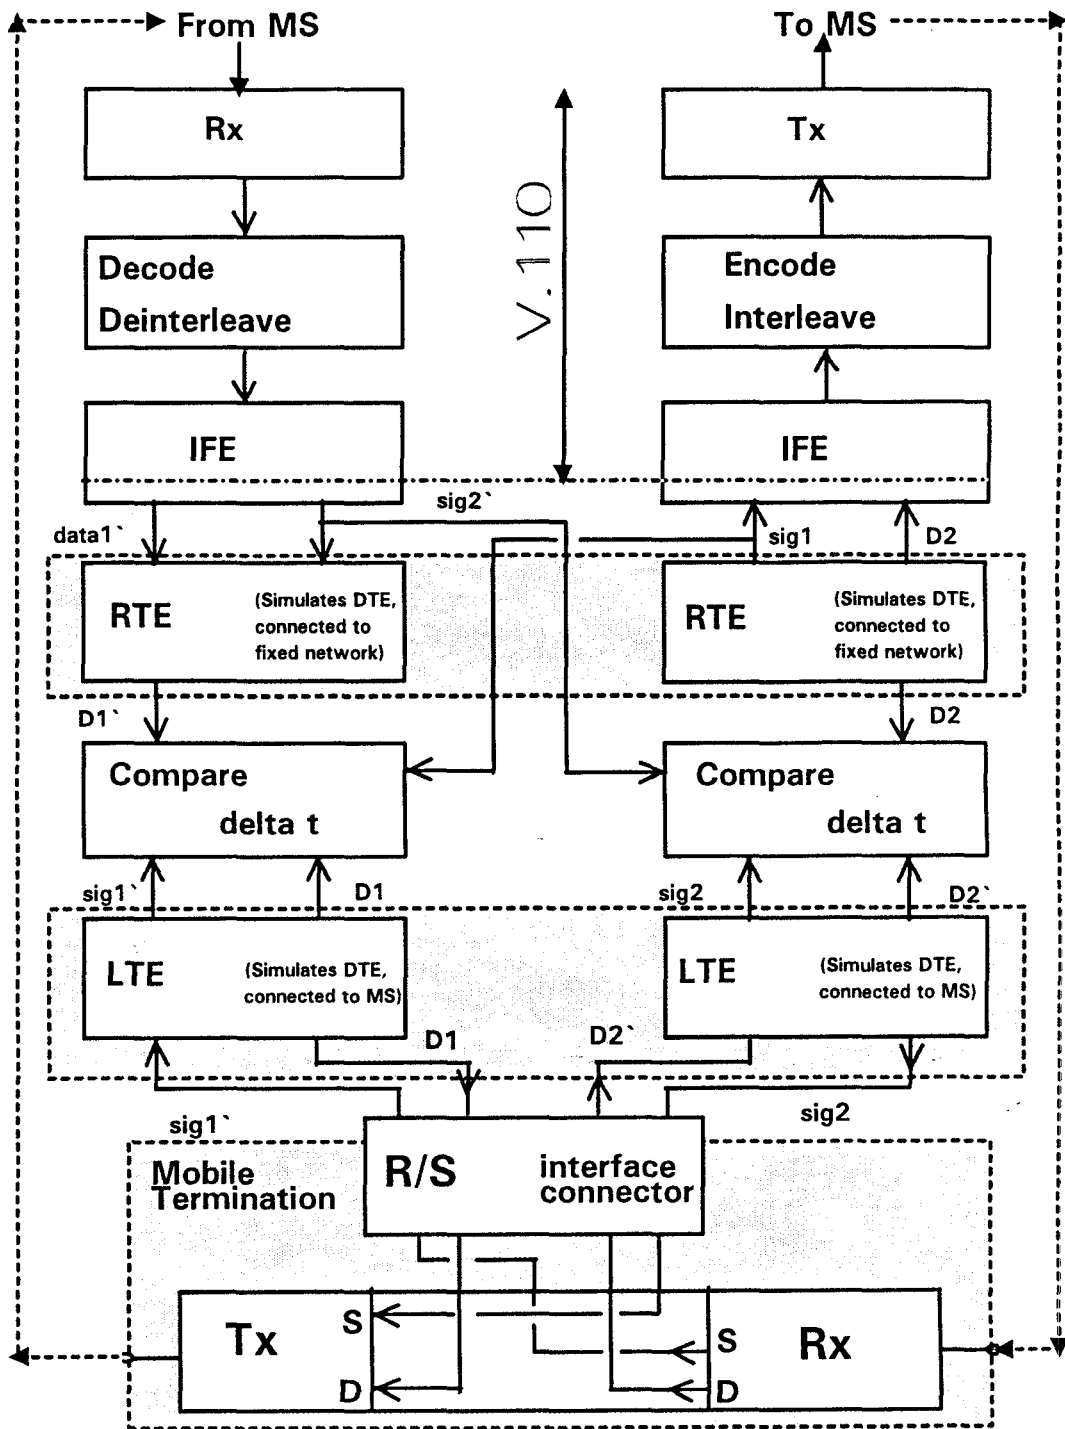 From MS
To MS
Rx
Tx
V.110
Decode
Deinterleave
Encode
Interleave
IFE
IFE
sig2`
data1`
sig1
D2
RTE
(Simulates DTE,
connected to
fixed network)
RTE
(Simulates DTE,
connected to
fixed network)
D1`
D2
Compare
delta t
Compare
delta t
sig1`
D1
sig2
D2`
LTE
(Simulates DTE,
connected to MS)
LTE
(Simulates DTE,
connected to MS)
D1
D2`
sig1`
sig2
Mobile
Termination
R/S
interface
connector
Tx
S
D
S
D
Rx